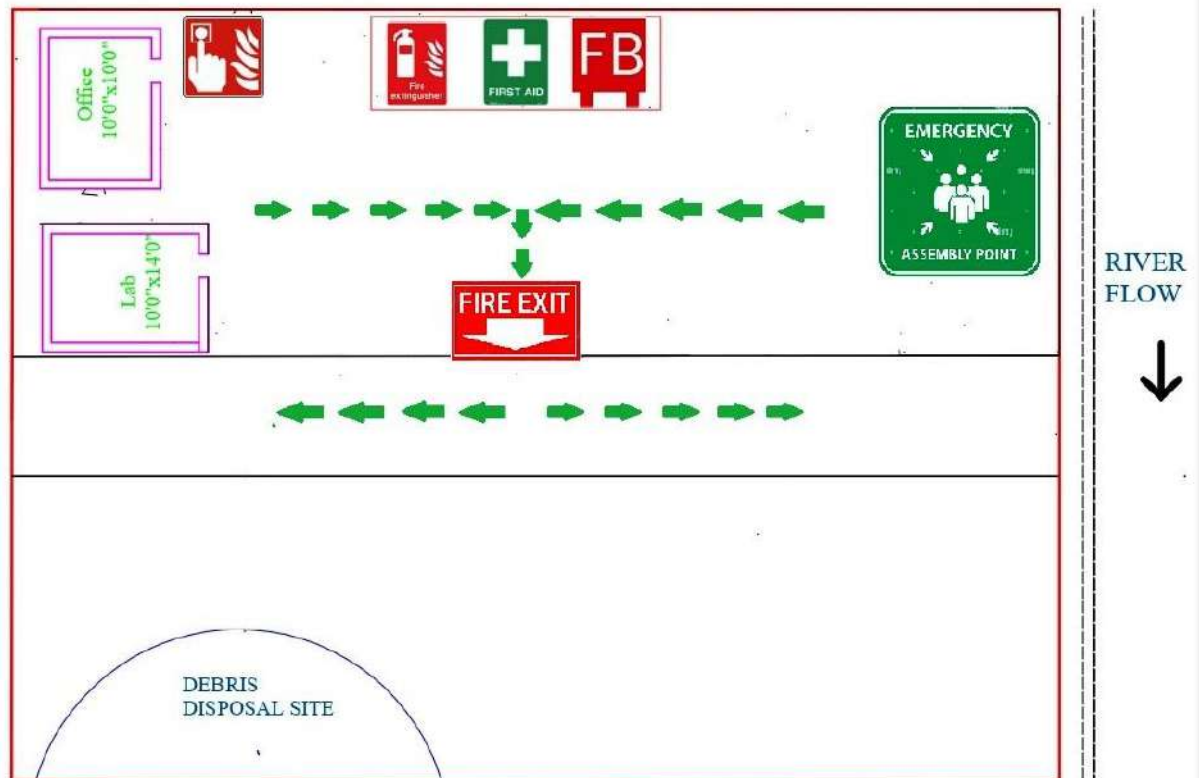 Office
10'0"x10'0"
Fire
extinguisher
FIRST AID
FB
EMERGENCY
ASSEMBLY POINT
Lab
10'0"x14'0"
FIRE EXIT
RIVER
FLOW
DEBRIS
DISPOSAL SITE